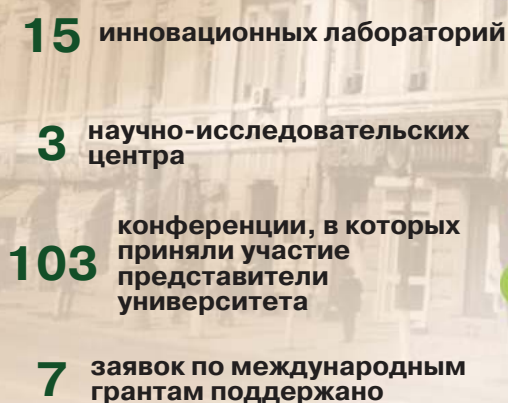 15 инновационных лабораторий
3 научно-исследовательских
центра
103 конференции, в которых
приняли участие
представители
университета
7 заявок по международным
грантам поддержано